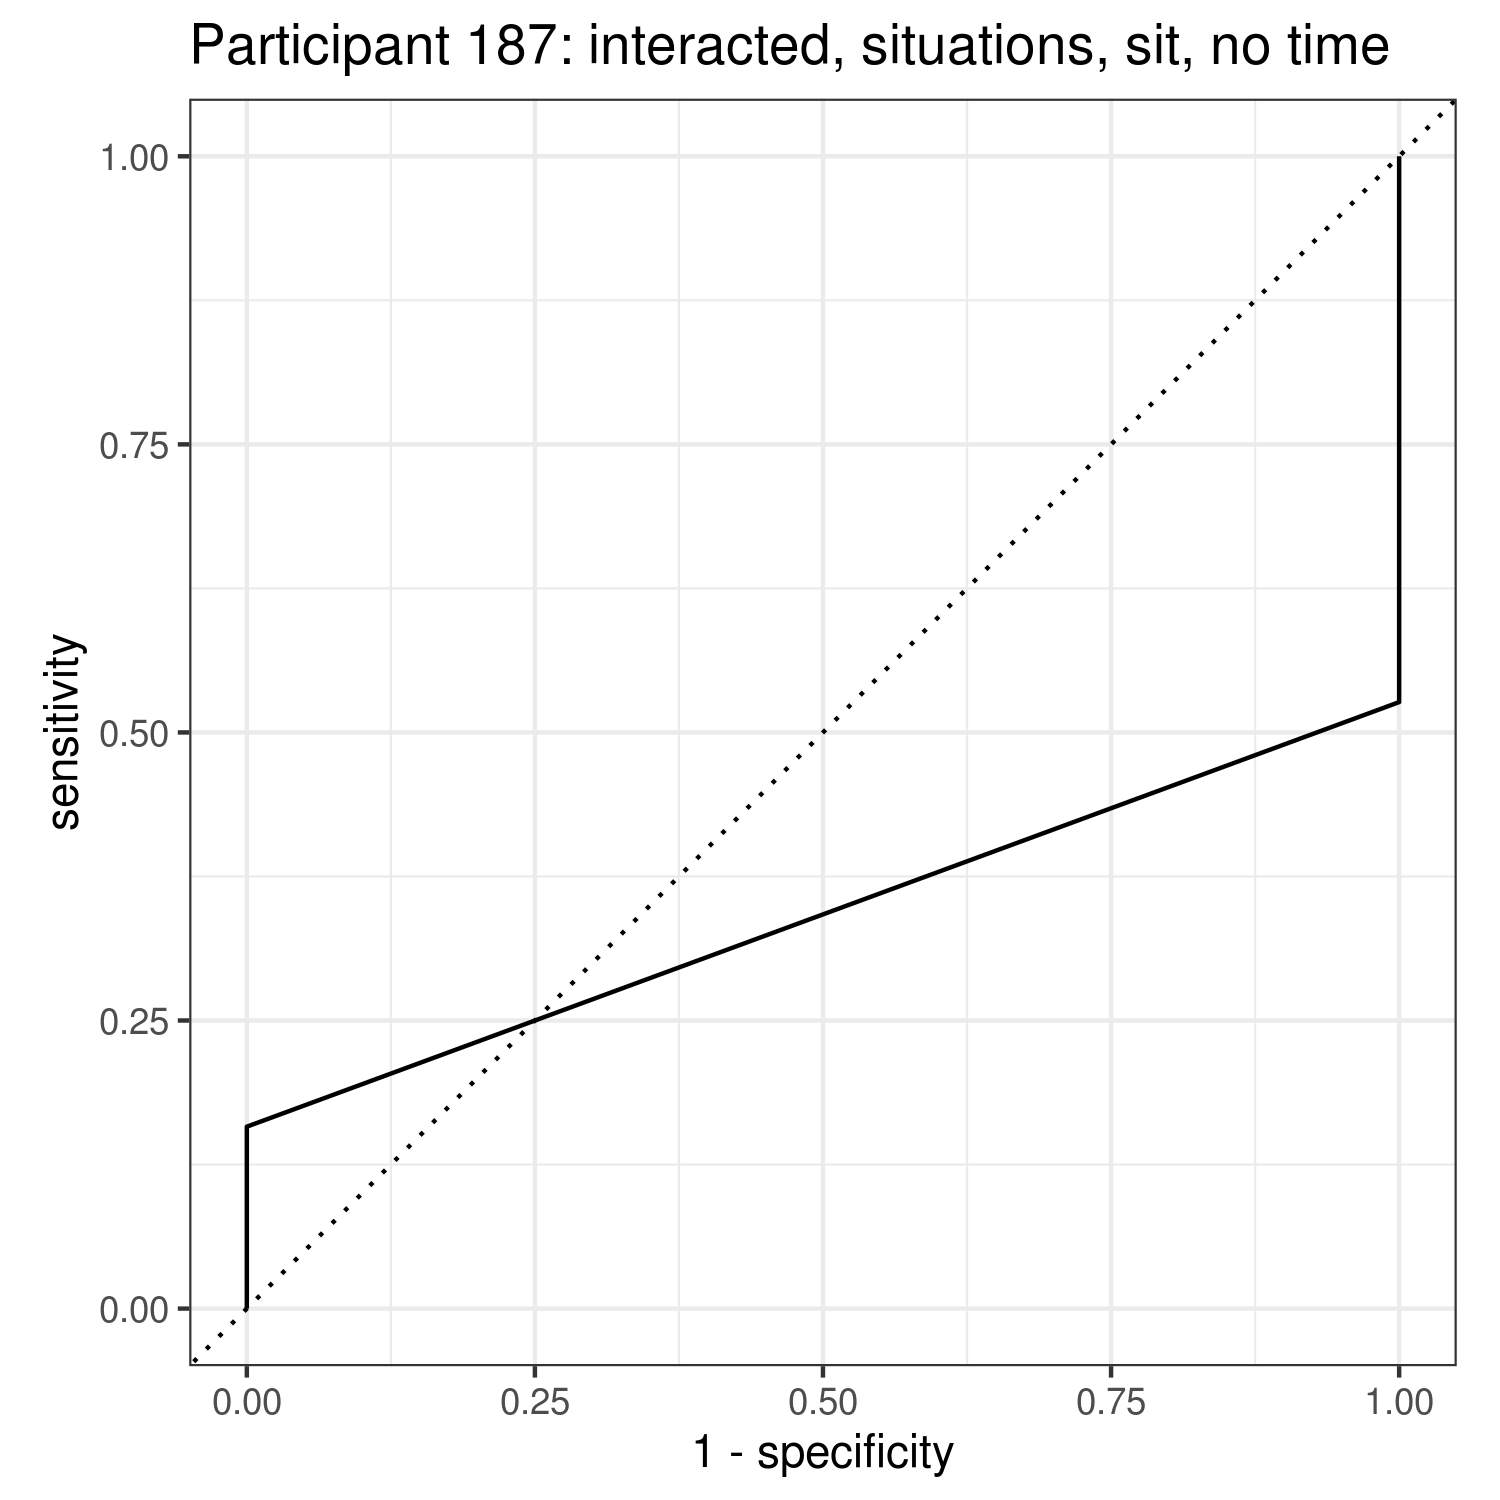 Participant 187: interacted, situations, sit, no time
1.00
0.75
0.50
0.25
0.00
sensitivity
0.00 0.25 0.50 0.75 1.00
1 - specificity